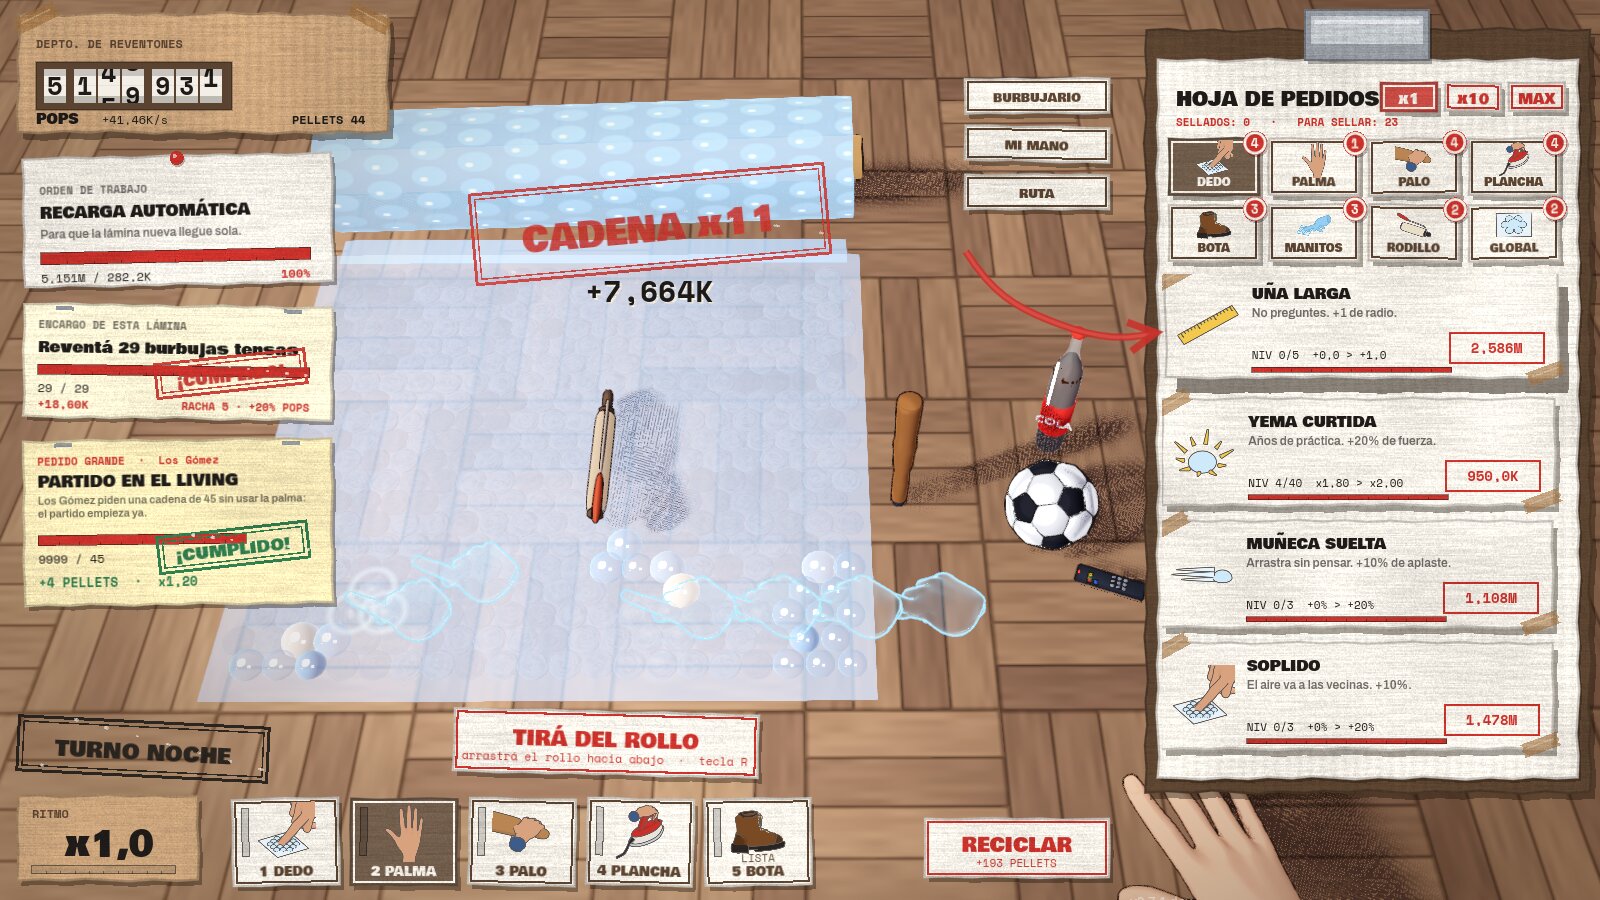 DEPTO. DE REVENTONES
POPS +41,46K/s PELLETS 44
ORDEN DE TRABAJO
RECARGA AUTOMÁTICA
Para que la lámina nueva llegue sola.
5,151M / 282.2K 100%
ENCARGO DE ESTA LÁMINA
Reventá 29 burbujas tensas
29 / 29
+18,60K RACHA 5 · +20% POPS
PEDIDO GRANDE · Los Gómez
PARTIDO EN EL LIVING
Los Gómez piden una cadena de 45 sin usar la palma:
el partido empieza ya.
¡CUMPLIDO!
9999 / 45
+4 PELLETS · x1,20
CADENA x11
+7,664K
COLA
BURBUJARIO
MI MANO
RUTA
HOJA DE PEDIDOS x1 x10 MAX
SELLADOS: 0 · PARA SELLAR: 23
4 1 4 4
DEDO PALMA PALO PLANCHA
3 3 2 2
BOTA MANITOS RODILLO GLOBAL
UÑA LARGA
No preguntes. +1 de radio.
NIV 0/5 +0,0 > +1,0
2,586M
YEMA CURTIDA
Años de práctica. +20% de fuerza.
NIV 4/40 x1,80 > x2,00
950,0K
MUÑECA SUELTA
Arrastra sin pensar. +10% de aplaste.
NIV 0/3 +0% > +20%
1,108M
SOPLIDO
El aire va a las vecinas. +10%.
NIV 0/3 +0% > +20%
1,478M
TURNO NOCHE
TIRÁ DEL ROLLO
arrastrá el rollo hacia abajo · tecla R
RITMO
x1,0
1 DEDO
2 PALMA
3 PALO
4 PLANCHA
LISTA
5 BOTA
RECICLAR
+193 PELLETS